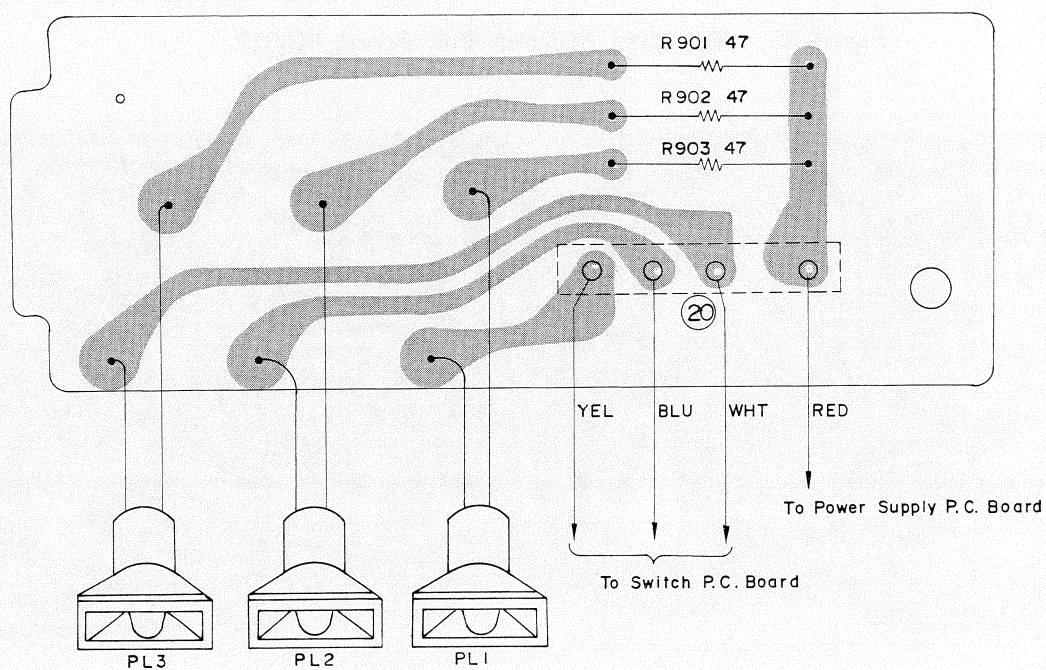 R901 47
R902 47
R903 47
20
YEL BLU WHT RED
To Power Supply P.C. Board
To Switch P.C. Board
PL3 PL2 PL1